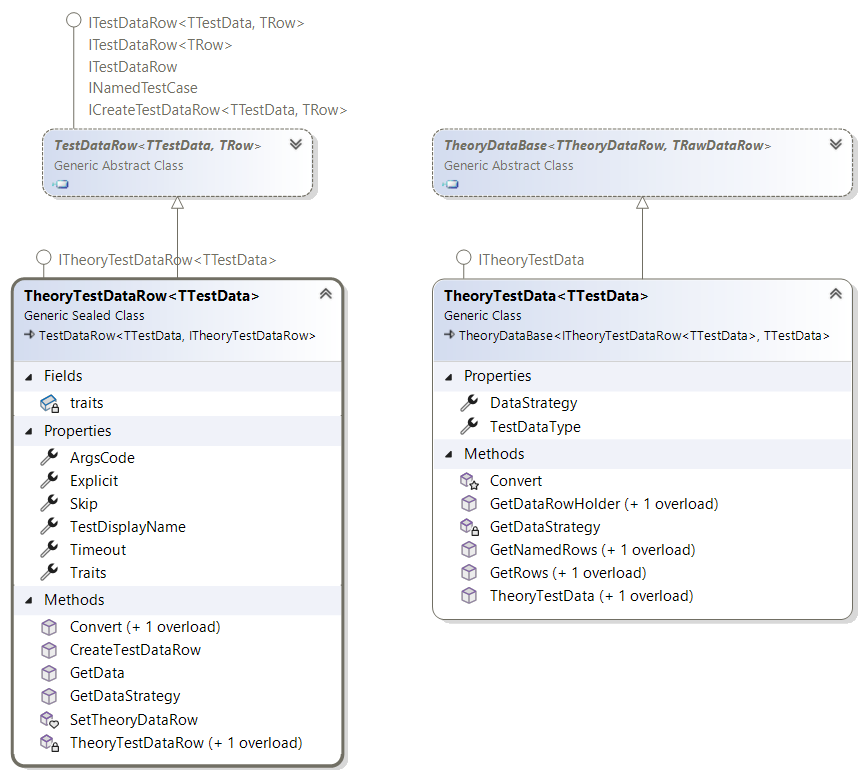 ITestDataRow<TTestData, TRow>
ITestDataRow<TRow>
ITestDataRow
INamedTestCase
ICreateTestDataRow<TTestData, TRow>
TestDataRow<TTestData, TRow>
Generic Abstract Class
ITheoryTestDataRow<TTestData>
TheoryTestDataRow<TTestData>
Generic Sealed Class
TestDataRow<TTestData, ITheoryTestDataRow>
Fields
traits
Properties
ArgsCode
Explicit
Skip
TestDisplayName
Timeout
Traits
Methods
Convert (+ 1 overload)
CreateTestDataRow
GetData
GetDataStrategy
SetTheoryDataRow
TheoryTestDataRow (+ 1 overload)
TheoryDataBase<TTheoryDataRow, TRawDataRow>
Generic Abstract Class
ITheoryTestData
TheoryTestData<TTestData>
Generic Class
TheoryDataBase<ITheoryTestDataRow<TTestData>, TTestData>
Properties
DataStrategy
TestDataType
Methods
Convert
GetDataRowHolder (+ 1 overload)
GetDataStrategy
GetNamedRows (+ 1 overload)
GetRows (+ 1 overload)
TheoryTestData (+ 1 overload)